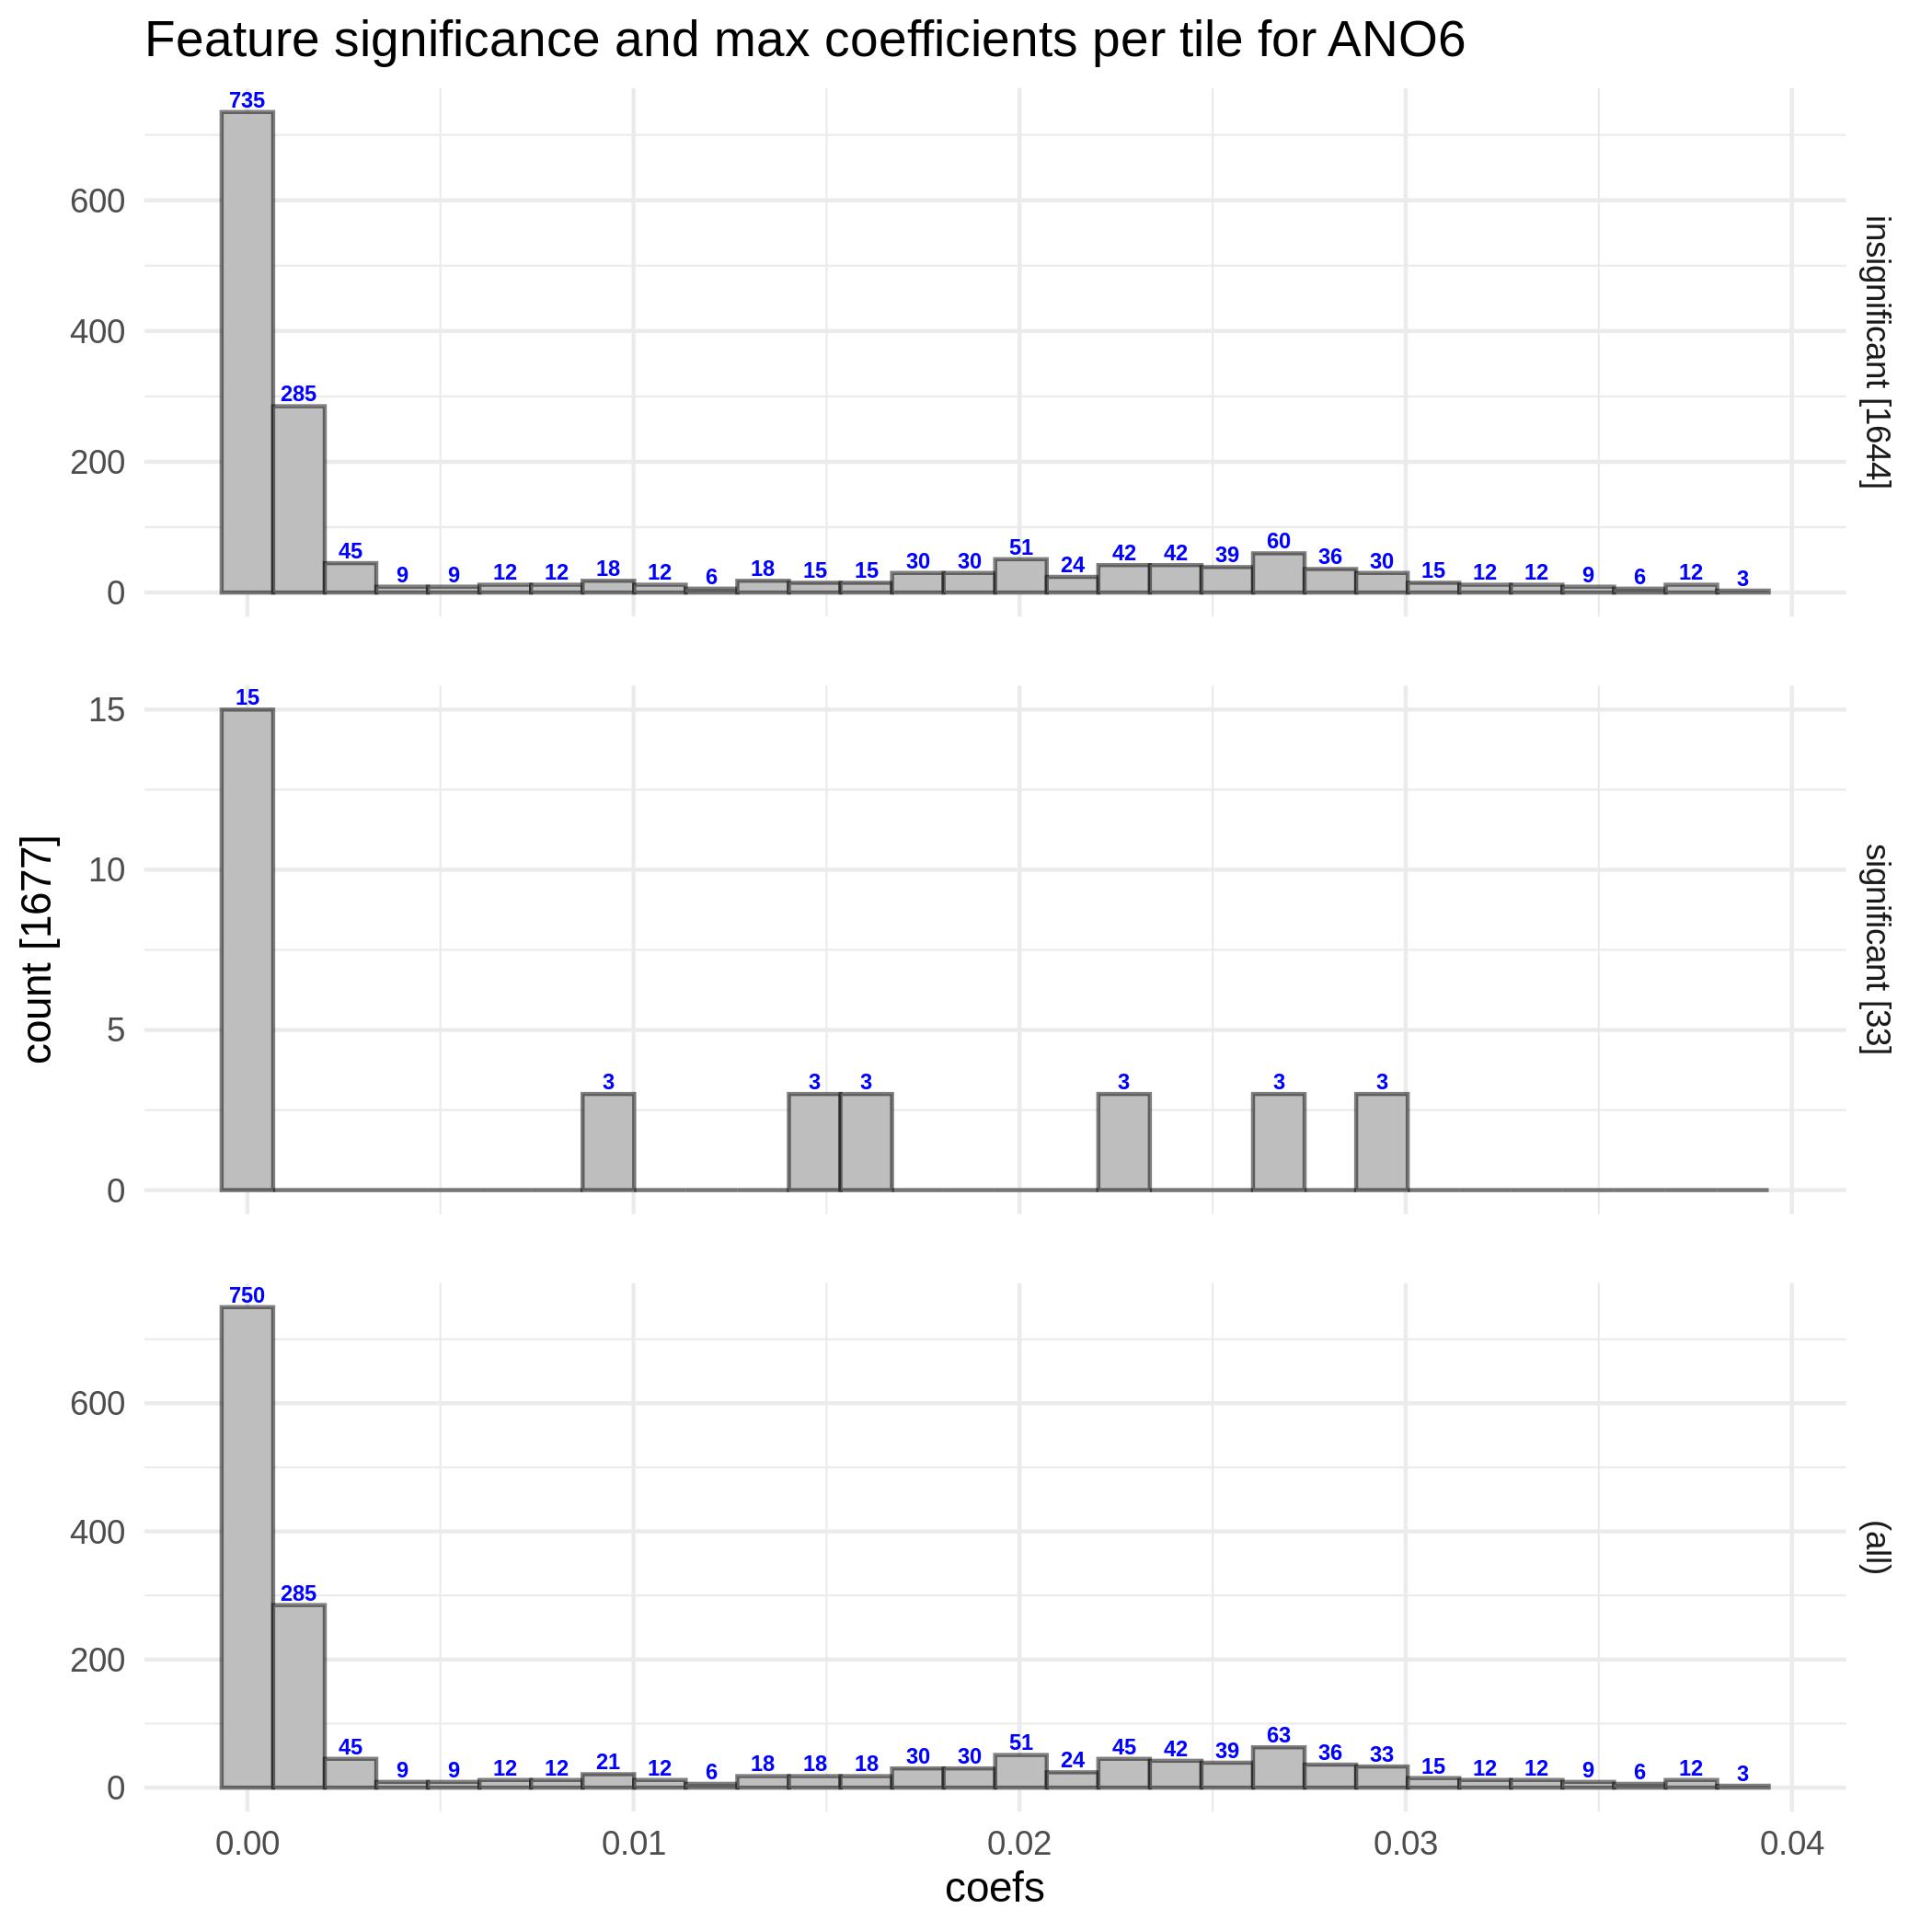 Feature significance and max coefficients per tile for ANO6
735
285
45 9 9 12 12 18 12 6 18 15 15 30 30 51 24 42 42 39 60 36 30 15 12 12 9 6 12 3
600
400
200
0
insignificant [1644]
15
3 3 3 3 3 3
15
10
5
0
significant [33]
count [1677]
750
285
45 9 9 12 12 21 12 6 18 18 18 30 30 51 24 45 42 39 63 36 33 15 12 12 9 6 12 3
600
400
200
0
(all)
0.00 0.01 0.02 0.03 0.04
coefs